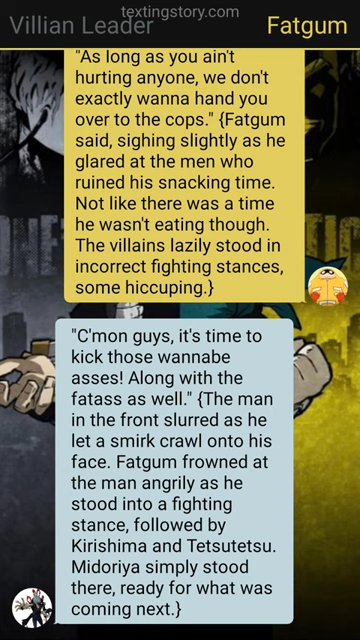 textingstory.com
Villian Leader
Fatgum
"As long as you ain't
hurting anyone, we don't
exactly wanna hand you
over to the cops." {Fatgum
said, sighing slightly as he
glared at the men who
ruined his snacking time.
Not like there was a time
he wasn't eating though.
The villains lazily stood in
incorrect fighting stances,
some hiccuping.}
"C'mon guys, it's time to
kick those wannabe
asses! Along with the
fatass as well." {The man
in the front slurred as he
let a smirk crawl onto his
face. Fatgum frowned at
the man angrily as he
stood into a fighting
stance, followed by
Kirishima and Tetsutetsu.
Midoriya simply stood
there, ready for what was
coming next.}